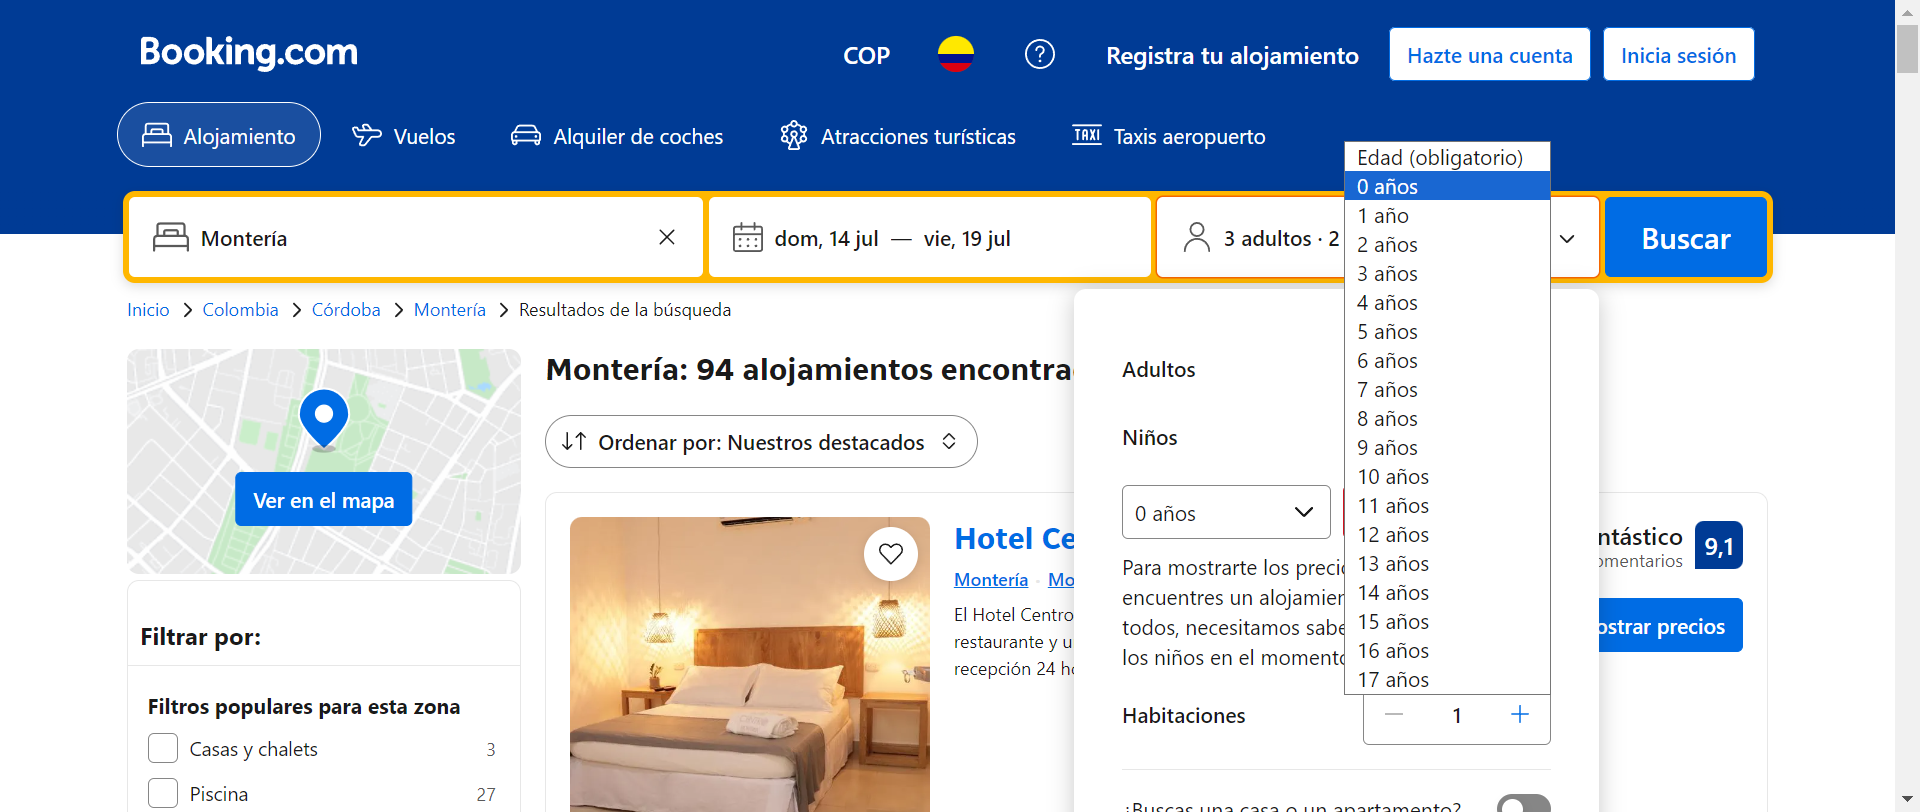 Booking.com
COP
Registra tu alojamiento
Hazte una cuenta
Inicia sesión
Alojamiento
Vuelos
Alquiler de coches
Atracciones turísticas
TAXI
Taxis aeropuerto
Montería
dom, 14 jul — vie, 19 jul
3 adultos · 2
Buscar
Edad (obligatorio)
0 años
1 año
2 años
3 años
4 años
5 años
6 años
7 años
8 años
9 años
10 años
11 años
12 años
13 años
14 años
15 años
16 años
17 años
Inicio
Colombia
Córdoba
Montería
Resultados de la búsqueda
Ver en el mapa
Filtrar por:
Filtros populares para esta zona
Casas y chalets 3
Piscina 27
Montería: 94 alojamientos encontra
Ordenar por: Nuestros destacados
Hotel Ce
Montería Mo
El Hotel Centro
restaurante y u
recepción 24 h
Adultos
Niños
0 años
Para mostrarte los preci
encuentres un alojamier
todos, necesitamos sabe
los niños en el momento
Habitaciones
1
¿Buscas una casa o un apartamento?
ntástico
omentarios
9,1
ostrar precios